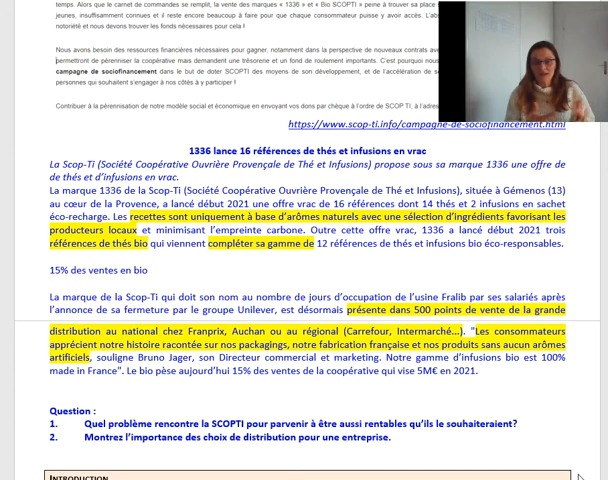 temps. Alors que le carnet de commandes se remplit, la vente des marques « 1336 » et « Bio SCOPTI » peine à trouver sa place
jeunes, insuffisamment connues et il reste encore beaucoup à faire pour que chaque consommateur puisse y avoir accès.
notoriété et nous devons trouver les fonds nécessaires pour cela !
Nous avons besoin des ressources financières nécessaires pour gagner, notamment dans la perspective de nouveaux contrats
permettront de pérenniser la coopérative mais demandent une trésorerie et un fond de roulement importants. C'est pourquoi
campagne de sociofinancement dans le but de doter SCOPTI des moyens de son développement, et de l'accélération de
personnes qui souhaitent s'engager à nos côtés à y participer !
Contribuer à la pérennisation de notre modèle social et économique en envoyant vos dons par chèque à l'ordre de SCOP TI, à
https://www.scop-ti.info/campagne-de-sociofinancement.html
1336 lance 16 références de thés et infusions en vrac
La Scop-Ti (Société Coopérative Ouvrière Provençale de Thé et Infusions) propose sous sa marque 1336 une offre de
de thés et d'infusions en vrac.
La marque 1336 de la Scop-Ti (Société Coopérative Ouvrière Provençale de Thé et Infusions), située à Gémenos (13)
au cœur de la Provence, a lancé début 2021 une offre vrac de 16 références dont 14 thés et 2 infusions en sachet
éco-recharge. Les recettes sont uniquement à base d'arômes naturels avec une sélection d'ingrédients favorisant les
producteurs locaux et minimisant l'empreinte carbone. Outre cette offre vrac, 1336 a lancé début 2021 trois
références de thés bio qui viennent compléter sa gamme de 12 références de thés et infusions bio éco-responsables.
15% des ventes en bio
La marque de la Scop-Ti qui doit son nom au nombre de jours d'occupation de l'usine Fralib par ses salariés après
l'annonce de sa fermeture par le groupe Unilever, est désormais présente dans 500 points de vente de la grande
distribution au national chez Franprix, Auchan ou au régional (Carrefour, Intermarché...). "Les consommateurs
apprécient notre histoire racontée sur nos packagings, notre fabrication française et nos produits sans aucun arômes
artificiels, souligne Bruno Jager, son Directeur commercial et marketing. Notre gamme d'infusions bio est 100%
made in France". Le bio pèse aujourd'hui 15% des ventes de la coopérative qui vise 5M€ en 2021.
Question :
1. Quel problème rencontre la SCOPTI pour parvenir à être aussi rentables qu'ils le souhaiteraient?
2. Montrez l'importance des choix de distribution pour une entreprise.
INTRODUCTION